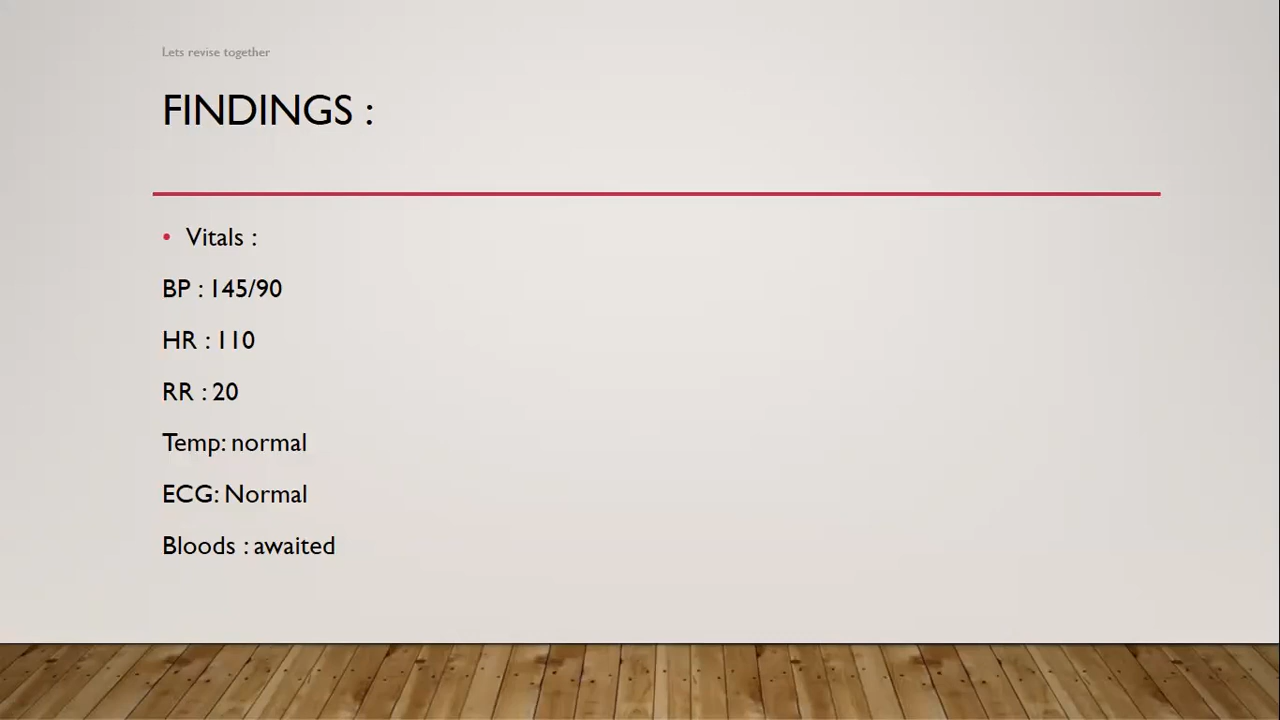 Lets revise together
FINDINGS :
• Vitals :
BP : 145/90
HR : 110
RR : 20
Temp: normal
ECG: Normal
Bloods : awaited